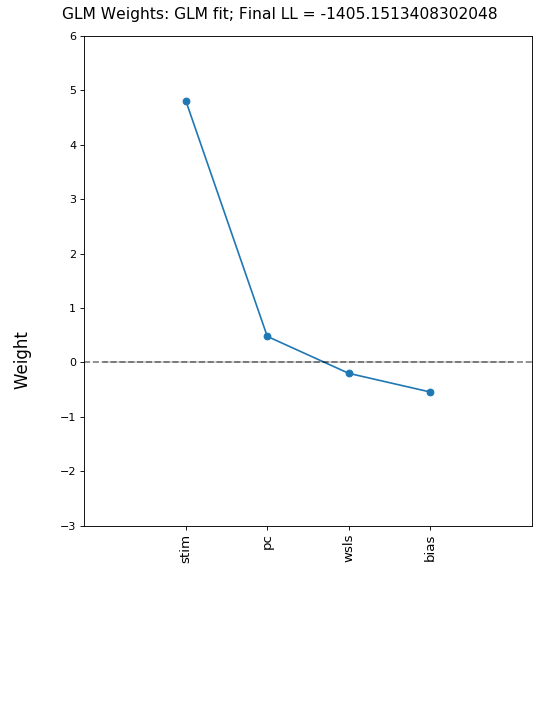 GLM Weights: GLM fit; Final LL = -1405.1513408302048
6
5
4
3
2
1
0
−1
−2
−3
Weight
stim
pc
wsls
bias